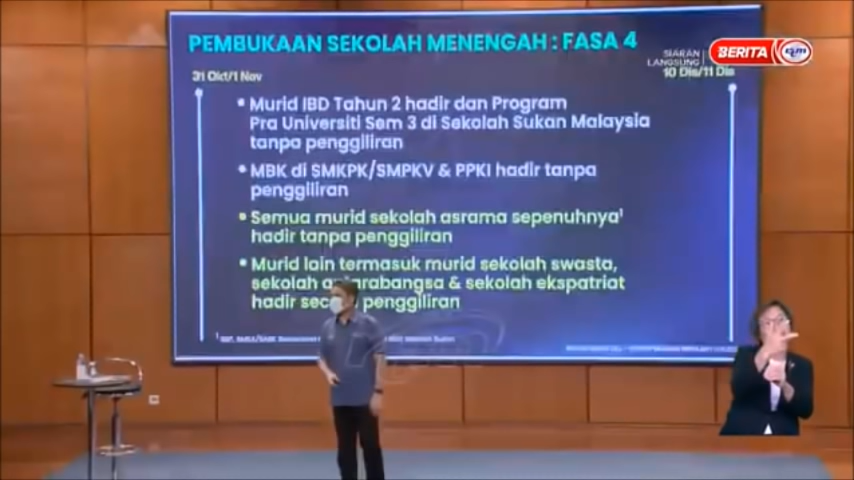 PEMBUKAAN SEKOLAH MENENGAH : FASA 4
SIARAN
LANGSUNG
BERITA
31 Okt/1 Nov
10 Dis/11 Dis
• Murid IBD Tahun 2 hadir dan Program
Pra Universiti Sem 3 di Sekolah Sukan Malaysia
tanpa penggiliran
• MBK di SMKPK/SMPKV & PPKI hadir tanpa
penggiliran
• Semua murid sekolah asrama sepenuhnya¹
hadir tanpa penggiliran
• Murid lain termasuk murid sekolah swasta,
sekolah antarabangsa & sekolah ekspatriat
hadir secara penggiliran